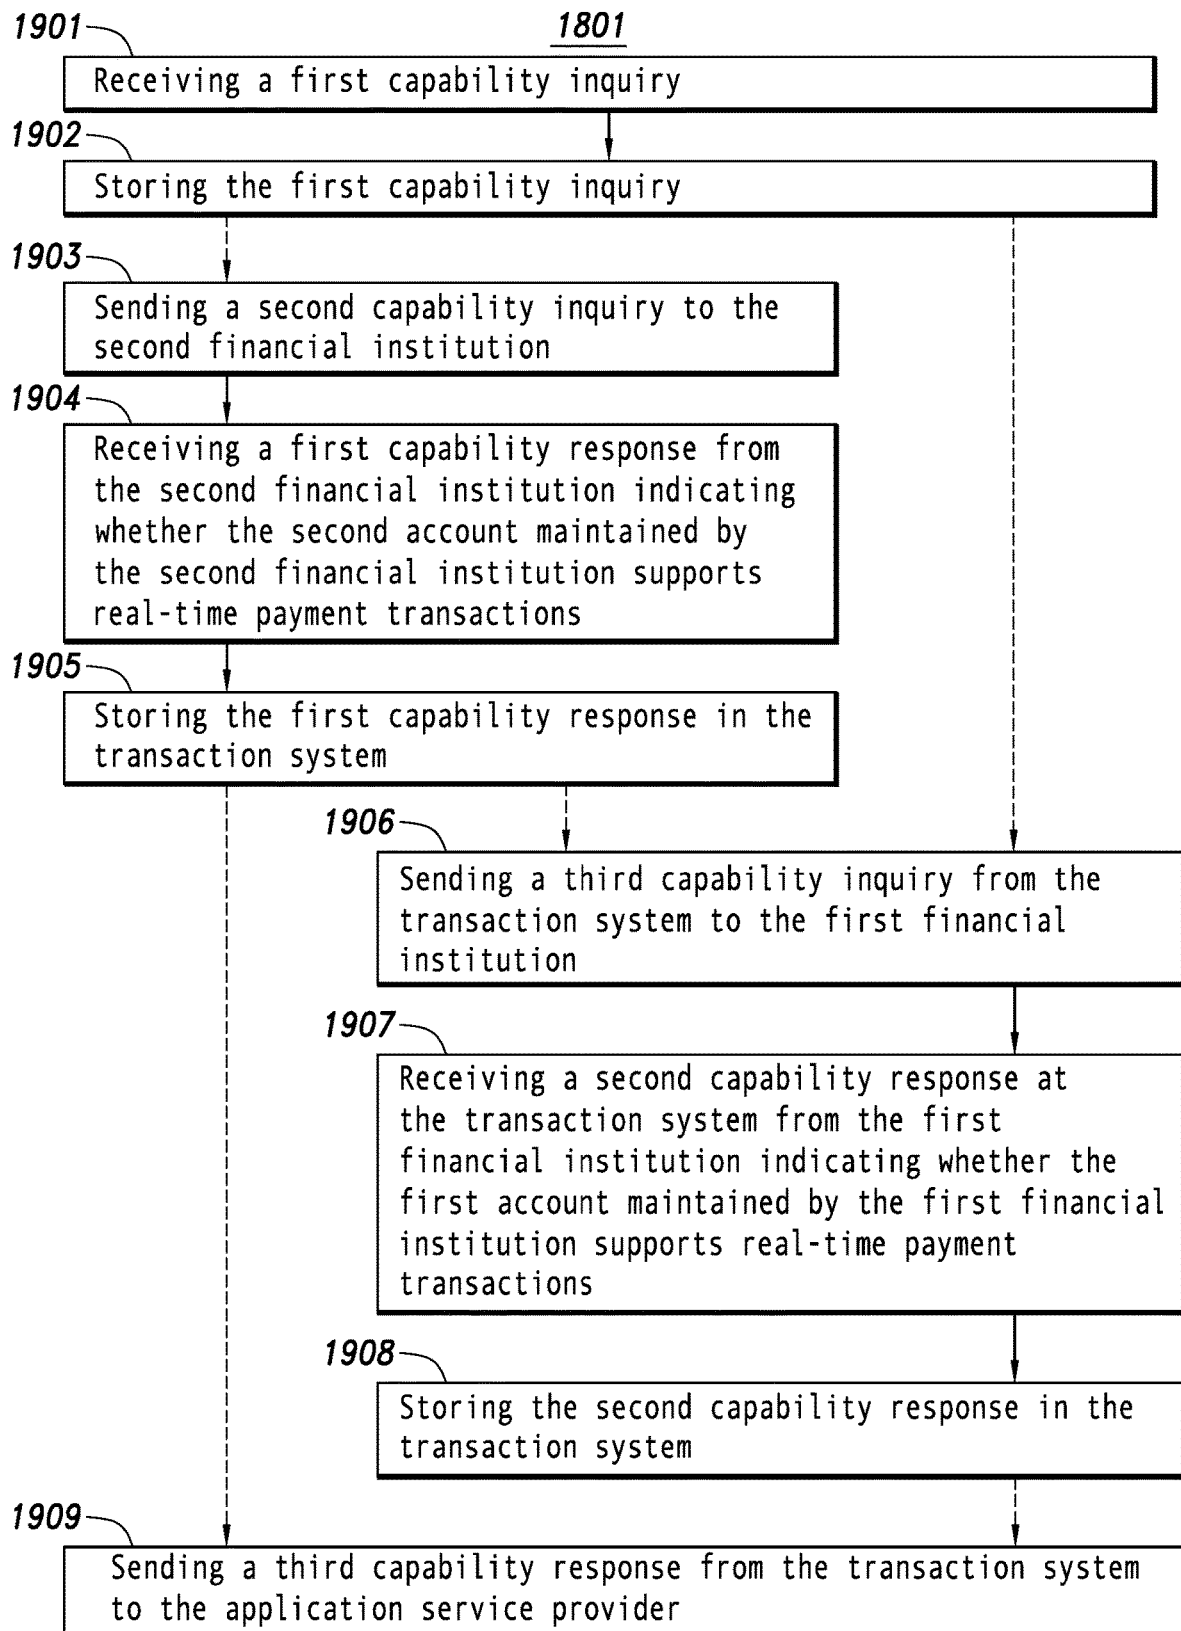 1901
1801
Receiving a first capability inquiry
1902
Storing the first capability inquiry
1903
Sending a second capability inquiry to the
second financial institution
1904
Receiving a first capability response from
the second financial institution indicating
whether the second account maintained by
the second financial institution supports
real-time payment transactions
1905
Storing the first capability response in the
transaction system
1906
Sending a third capability inquiry from the
transaction system to the first financial
institution
1907
Receiving a second capability response at
the transaction system from the first
financial institution indicating whether the
first account maintained by the first financial
institution supports real-time payment
transactions
1908
Storing the second capability response in the
transaction system
1909
Sending a third capability response from the transaction system
to the application service provider